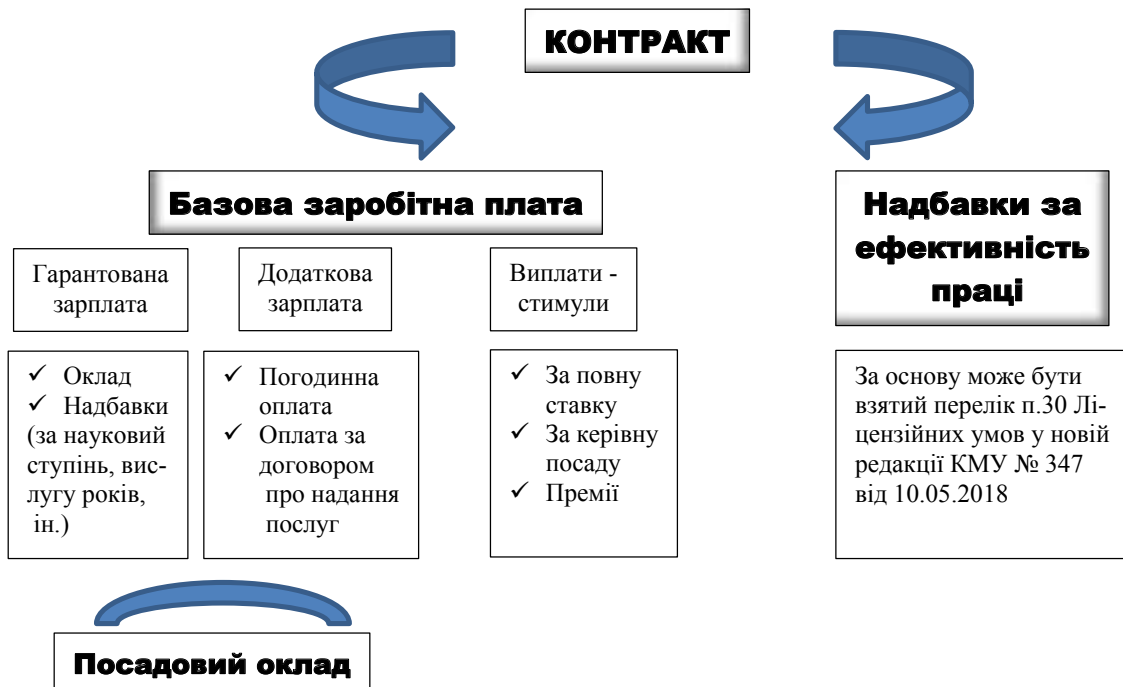 КОНТРАКТ
Базова заробітна плата
Надбавки за
ефективність
праці
Гарантована
зарплата
Додаткова
зарплата
Виплати -
стимули
✓ Оклад
✓ Надбавки
(за науковий
ступінь, вис-
лугу років,
ін.)
✓ Погодинна
оплата
✓ Оплата за
договором
про надання
послуг
✓ За повну
ставку
✓ За керівну
посаду
✓ Премії
За основу може бути
взятий перелік п.30 Лі-
цензійних умов у новій
редакції КМУ № 347
від 10.05.2018
Посадовий оклад